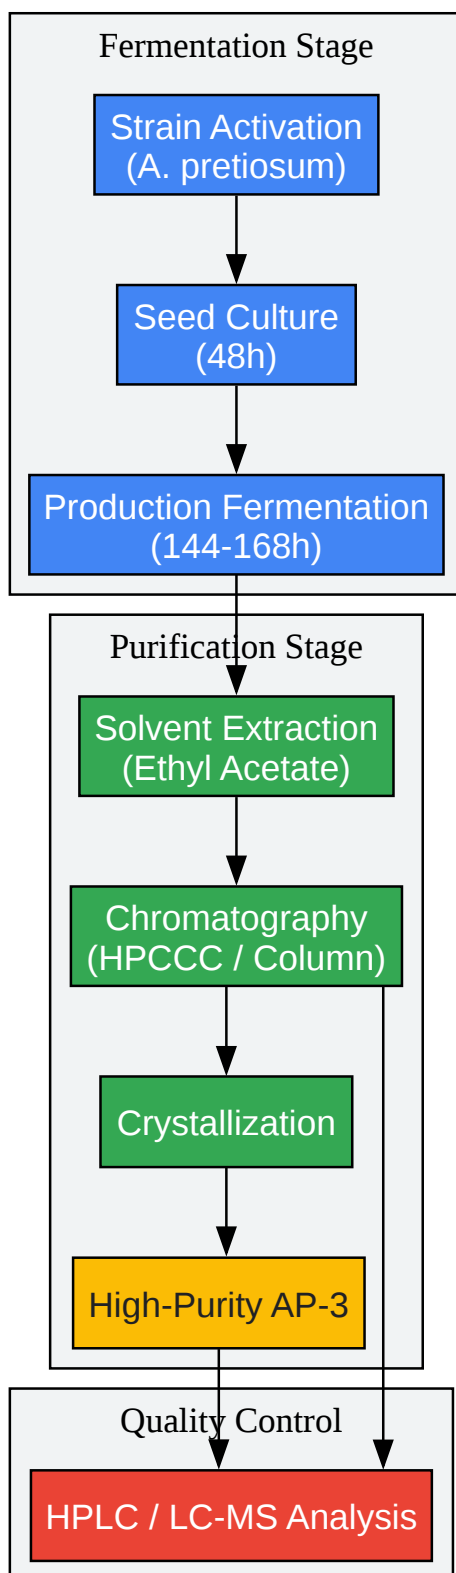 Fermentation Stage
Strain Activation
(A. pretiosum)
Seed Culture
(48h)
Production Fermentation
(144-168h)
Purification Stage
Solvent Extraction
(Ethyl Acetate)
Chromatography
(HPCCC / Column)
Crystallization
High-Purity AP-3
Quality Control
HPLC / LC-MS Analysis